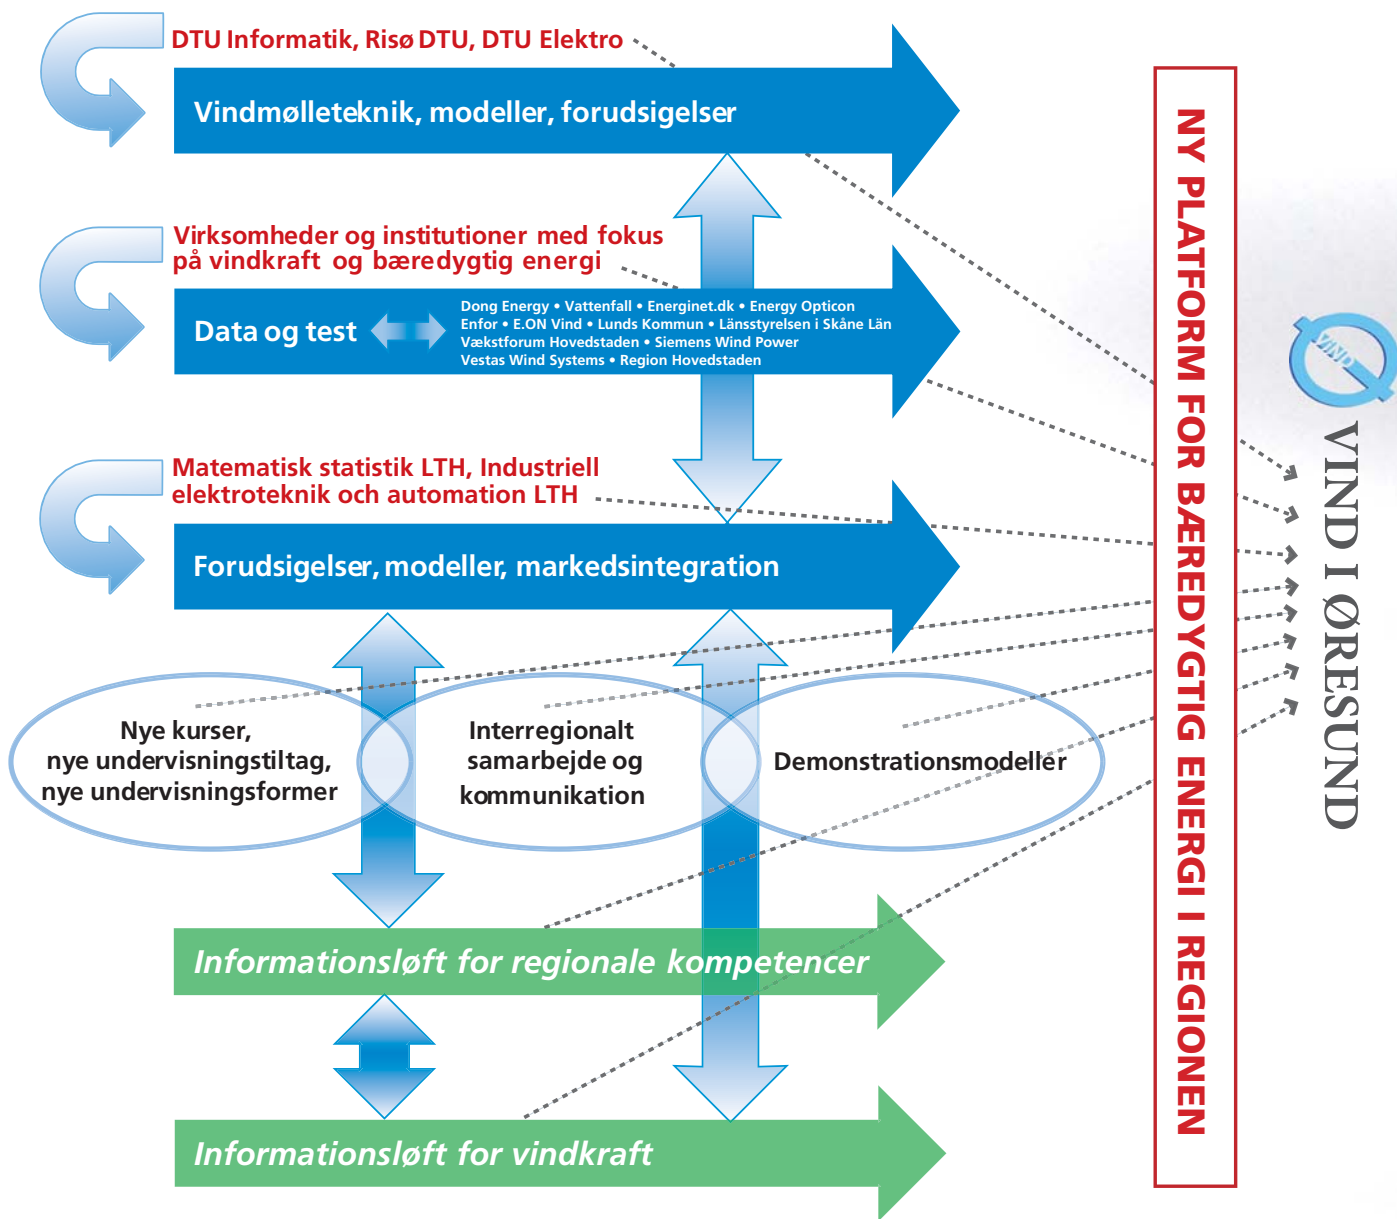 DTU Informatik, Risø DTU, DTU Elektro
Vindmølleteknik, modeller, forudsigelser
Virksomheder og institutioner med fokus
på vindkraft og bæredygtig energi
Data og test
Dong Energy • Vattenfall • Energinet.dk • Energy Opticon
Enfor • E.ON Vind • Lunds Kommun • Länsstyrelsen i Skåne Län
Vækstforum Hovedstaden • Siemens Wind Power
Vestas Wind Systems • Region Hovedstaden
Matematisk statistik LTH, Industriell
elektroteknik och automation LTH
Forudsigelser, modeller, markedsintegration
Nye kurser,
nye undervisningstiltag,
nye undervisningsformer
Interregionalt
samarbejde og
kommunikation
Demonstrationsmodeller
Informationsløft for regionale kompetencer
Informationsløft for vindkraft
NY PLATFORM FOR BÆREDYGTIG ENERGI I REGIONEN
VIND
VIND I ØRESUND